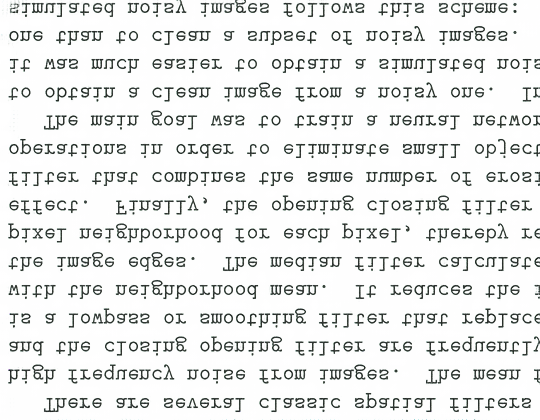 There are several classic spatial filters
high frequency noise from images. The mean f
and the closing opening filter are frequently
is a lowpass or smoothing filter that replace
with the neighborhood mean. It reduces the i
the image edges. The median filter calculate
pixel neighborhood for each pixel, thereby re
effect. Finally, the opening closing filter
filter that combines the same number of erosi
operations in order to eliminate small object
The main goal was to train a neural networ
to obtain a clean image from a noisy one. In
it was much easier to obtain a simulated nois
one than to clean a subset of noisy images.
simulated noisy images follows this scheme: